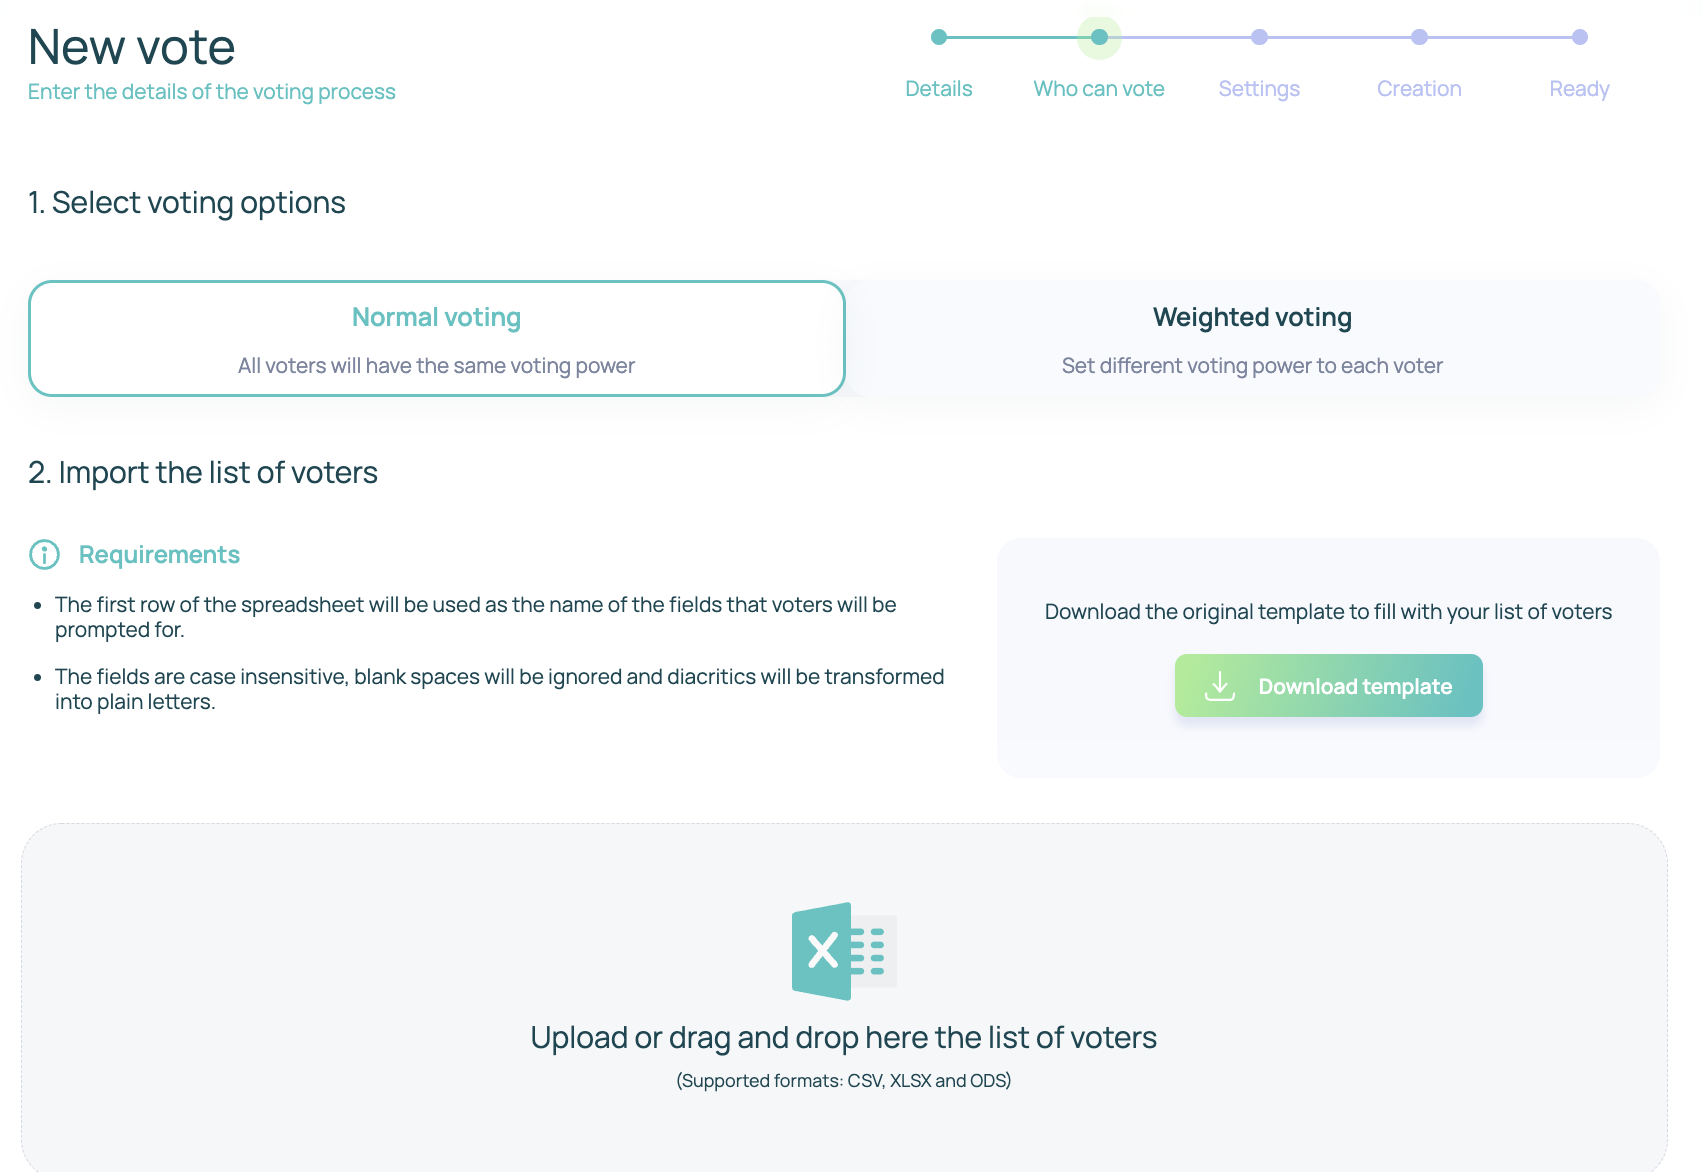 New vote
Enter the details of the voting process
Details
Who can vote
Settings
Creation
Ready
1. Select voting options
Normal voting
All voters will have the same voting power
Weighted voting
Set different voting power to each voter
2. Import the list of voters
Requirements
• The first row of the spreadsheet will be used as the name of the fields that voters will be
prompted for.
• The fields are case insensitive, blank spaces will be ignored and diacritics will be transformed
into plain letters.
Download the original template to fill with your list of voters
Download template
X
Upload or drag and drop here the list of voters
(Supported formats: CSV, XLSX and ODS)